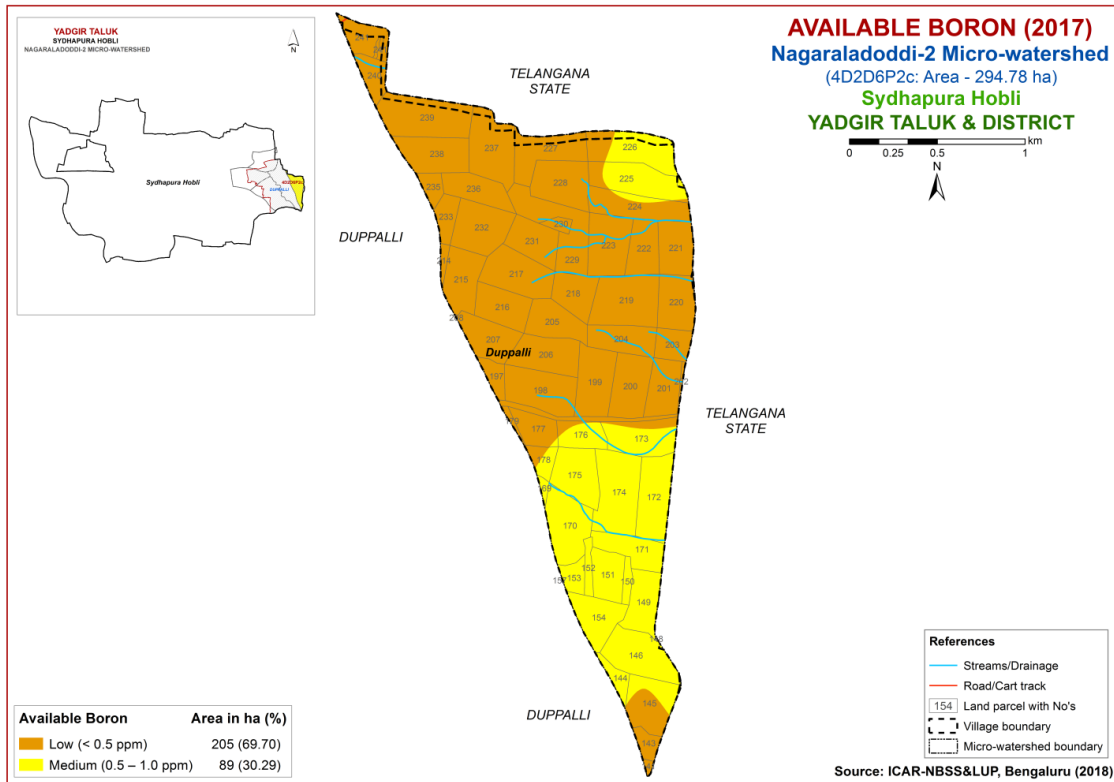 YADGIR TALUK
SYDHAPURA HOBLI
NAGARALADODDI-2 MICRO-WATERSHED
N
Sydhapura Hobli
DUPPALLI
4D2D6P2c
AVAILABLE BORON (2017)
Nagaraladoddi-2 Micro-watershed
(4D2D6P2c: Area - 294.78 ha)
Sydhapura Hobli
YADGIR TALUK & DISTRICT
km
0 0.25 0.5 1
N
TELANGANA
STATE
240
239
238 237 227 226
225
228
235 236 224
233 232 230
231 223 222 221
DUPPALLI
214 229
215 217
218 219 220
216
205
207 204 203
Duppalli 206
197 199 200 201 202
198
TELANGANA
STATE
177 176 173
178
175 174 172
169
170
171
152 151 150
153
149
154
148
146
144
145
DUPPALLI
143
Available Boron Area in ha (%)
Low (< 0.5 ppm) 205 (69.70)
Medium (0.5 – 1.0 ppm) 89 (30.29)
References
Streams/Drainage
Road/Cart track
154 Land parcel with No's
Village boundary
Micro-watershed boundary
Source: ICAR-NBSS&LUP, Bengaluru (2018)